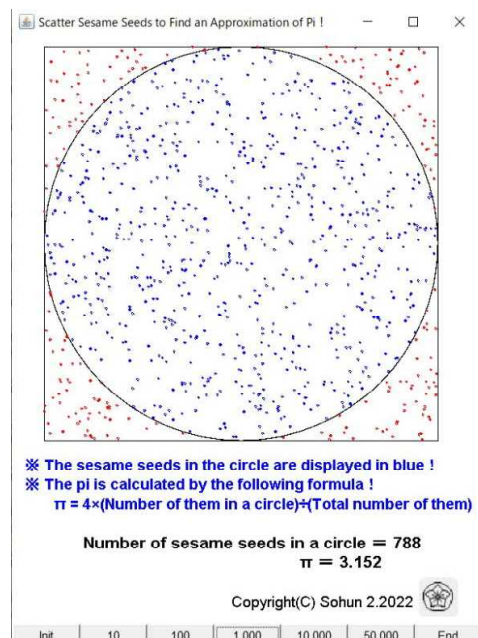 Scatter Sesame Seeds to Find an Approximation of Pi !
※ The sesame seeds in the circle are displayed in blue !
※ The pi is calculated by the following formula !
π = 4×(Number of them in a circle)÷(Total number of them)
Number of sesame seeds in a circle = 788
π = 3.152
Copyright(C) Sohun 2.2022
Init 10 100 1,000 10,000 50,000 End